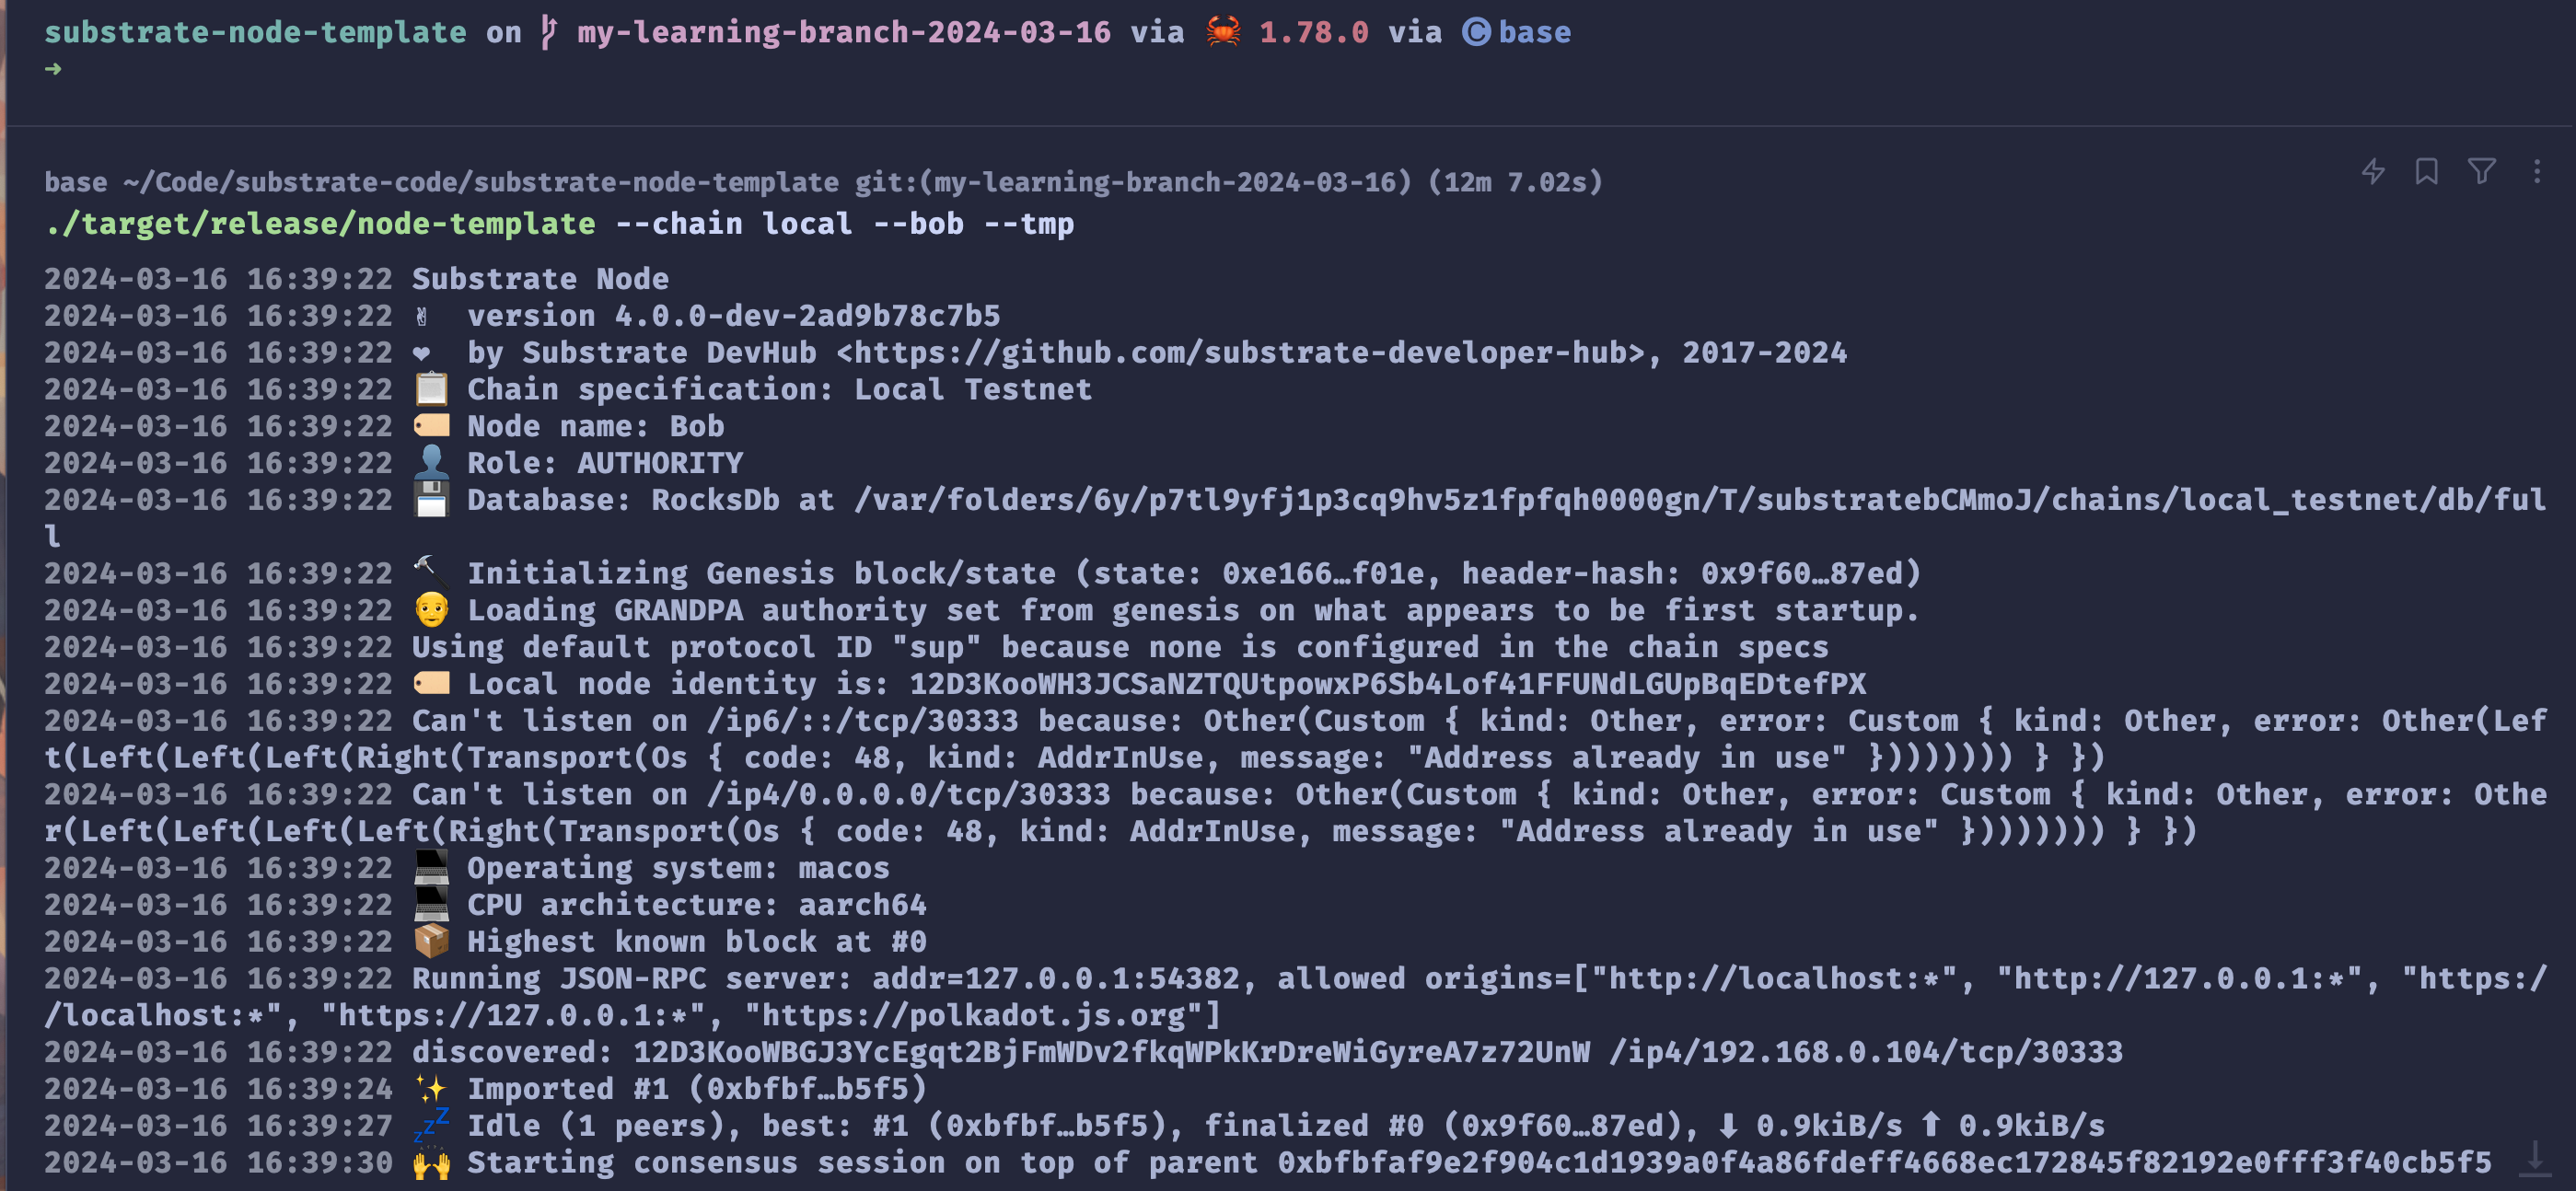 substrate-node-template on my-learning-branch-2024-03-16 via 🦀 1.78.0 via Ⓒ base
➜
base ~/Code/substrate-code/substrate-node-template git:(my-learning-branch-2024-03-16) (12m 7.02s)
./target/release/node-template --chain local --bob --tmp
2024-03-16 16:39:22 Substrate Node
2024-03-16 16:39:22 ✌️  version 4.0.0-dev-2ad9b78c7b5
2024-03-16 16:39:22 ❤️  by Substrate DevHub <https://github.com/substrate-developer-hub>, 2017-2024
2024-03-16 16:39:22 📋 Chain specification: Local Testnet
2024-03-16 16:39:22 🏷 Node name: Bob
2024-03-16 16:39:22 👤 Role: AUTHORITY
2024-03-16 16:39:22 💾 Database: RocksDb at /var/folders/6y/p7tl9yfj1p3cq9hv5z1fpfqh0000gn/T/substratebCMmoJ/chains/local_testnet/db/ful
l
2024-03-16 16:39:22 🔨 Initializing Genesis block/state (state: 0xe166…f01e, header-hash: 0x9f60…87ed)
2024-03-16 16:39:22 👴 Loading GRANDPA authority set from genesis on what appears to be first startup.
2024-03-16 16:39:22 Using default protocol ID "sup" because none is configured in the chain specs
2024-03-16 16:39:22 🏷 Local node identity is: 12D3KooWH3JCSaNZTQUtpowxP6Sb4Lof41FFUNdLGUpBqEDtefPX
2024-03-16 16:39:22 Can't listen on /ip6/::/tcp/30333 because: Other(Custom { kind: Other, error: Custom { kind: Other, error: Other(Lef
t(Left(Left(Left(Left(Right(Transport(Os { code: 48, kind: AddrInUse, message: "Address already in use" })))))))) } })
2024-03-16 16:39:22 Can't listen on /ip4/0.0.0.0/tcp/30333 because: Other(Custom { kind: Other, error: Custom { kind: Other, error: Othe
r(Left(Left(Left(Left(Left(Right(Transport(Os { code: 48, kind: AddrInUse, message: "Address already in use" })))))))) } })
2024-03-16 16:39:22 💻 Operating system: macos
2024-03-16 16:39:22 💻 CPU architecture: aarch64
2024-03-16 16:39:22 📦 Highest known block at #0
2024-03-16 16:39:22 Running JSON-RPC server: addr=127.0.0.1:54382, allowed origins=["http://localhost:*", "http://127.0.0.1:*", "https:/
/localhost:*", "https://127.0.0.1:*", "https://polkadot.js.org"]
2024-03-16 16:39:22 discovered: 12D3KooWBGJ3YcEgqt2BjFmWDv2fkqWPkKrDreWiGyreA7z72UnW /ip4/192.168.0.104/tcp/30333
2024-03-16 16:39:24 ✨ Imported #1 (0xbfbf…b5f5)
2024-03-16 16:39:27 💤 Idle (1 peers), best: #1 (0xbfbf…b5f5), finalized #0 (0x9f60…87ed), ⬇ 0.9kiB/s ⬆ 0.9kiB/s
2024-03-16 16:39:30 🙌 Starting consensus session on top of parent 0xbfbfaf9e2f904c1d1939a0f4a86fdeff4668ec172845f82192e0fff3f40cb5f5